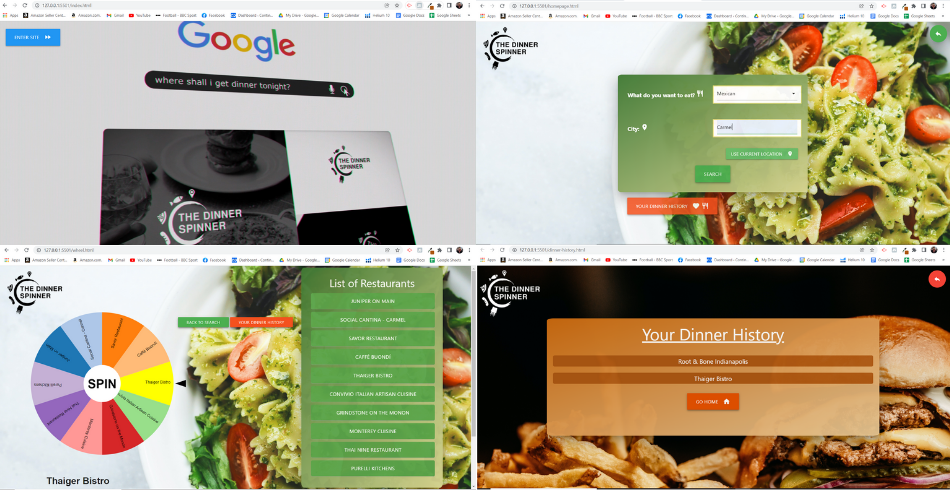 127.0.0.1:5501/index.html
Apps Amazon Seller Cent... Amazon.com Gmail YouTube Football - BBC Sport Facebook Dashboard - Contro... My Drive - Google... Google Calendar Helium 10 Google Docs Google Sheets
ENTER SITE
Google
where shall i get dinner tonight?
THE DINNER
SPINNER
THE DINNER
SPINNER
127.0.0.1:5501/homepage.html
Apps Amazon Seller Cent... Amazon.com Gmail YouTube Football - BBC Sport Facebook Dashboard - Contro... My Drive - Google... Google Calendar Helium 10 Google Docs Google Sheets
THE DINNER
SPINNER
What do you want to eat?
Mexican
City:
Carmel
USE CURRENT LOCATION
SEARCH
YOUR DINNER HISTORY
127.0.0.1:5501/wheel.html
Apps Amazon Seller Cent... Amazon.com Gmail YouTube Football - BBC Sport Facebook Dashboard - Contro... My Drive - Google... Google Calendar Helium 10 Google Docs Google Sheets
THE DINNER
SPINNER
BACK TO SEARCH
YOUR DINNER HISTORY
SPIN
Caffè Buondi
Thaiger Bistro
Thaiger Bistro
List of Restaurants
JUNIPER ON MAIN
SOCIAL CANTINA - CARMEL
SAVOR RESTAURANT
CAFFÈ BUONDÌ
THAIGER BISTRO
CONVIVIO ITALIAN ARTISAN CUISINE
GRINDSTONE ON THE MONON
MONTEREY CUISINE
THAI NINE RESTAURANT
PURELLI KITCHENS
127.0.0.1:5501/dinner-history.html
Apps Amazon Seller Cent... Amazon.com Gmail YouTube Football - BBC Sport Facebook Dashboard - Contro... My Drive - Google... Google Calendar Helium 10 Google Docs Google Sheets
THE DINNER
SPINNER
Your Dinner History
Root & Bone Indianapolis
Thaiger Bistro
GO HOME